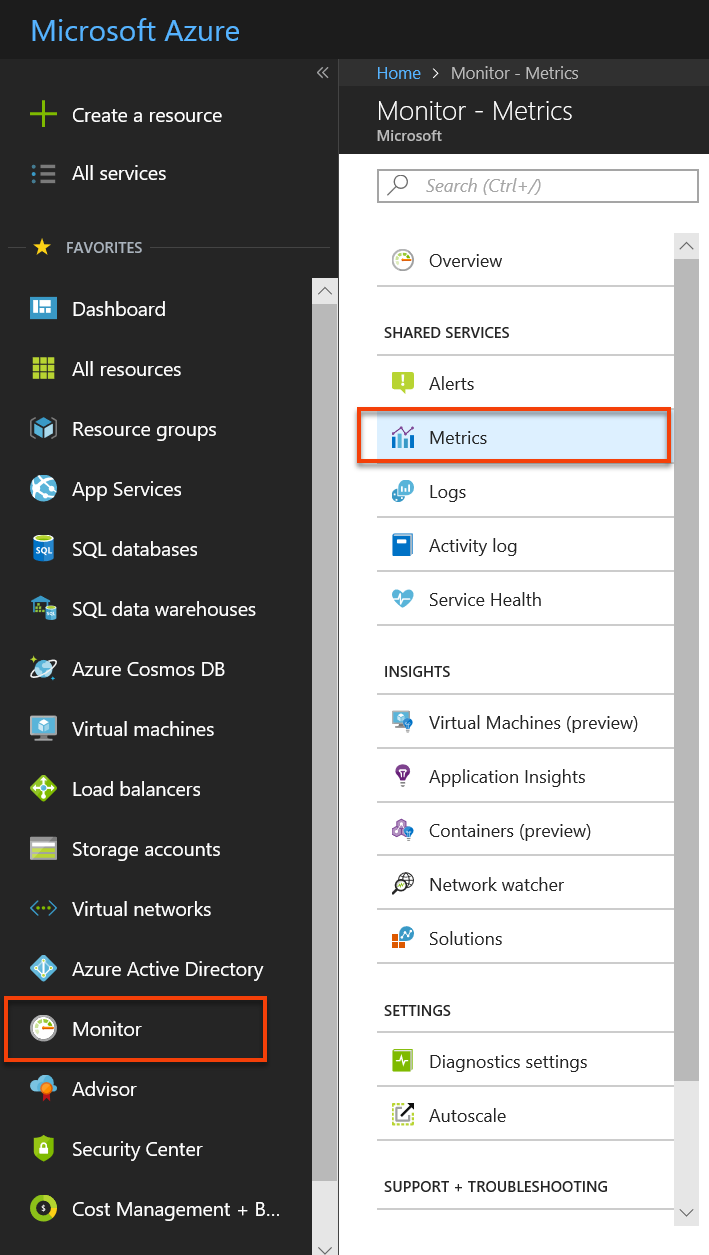 Microsoft Azure
«
Create a resource
All services
FAVORITES
Dashboard
All resources
Resource groups
App Services
SQL databases
SQL data warehouses
Azure Cosmos DB
Virtual machines
Load balancers
Storage accounts
Virtual networks
Azure Active Directory
Monitor
Advisor
Security Center
Cost Management + B...
Home > Monitor - Metrics
Monitor - Metrics
Microsoft
Search (Ctrl+/)
Overview
SHARED SERVICES
Alerts
Metrics
Logs
Activity log
Service Health
INSIGHTS
Virtual Machines (preview)
Application Insights
Containers (preview)
Network watcher
Solutions
SETTINGS
Diagnostics settings
Autoscale
SUPPORT + TROUBLESHOOTING